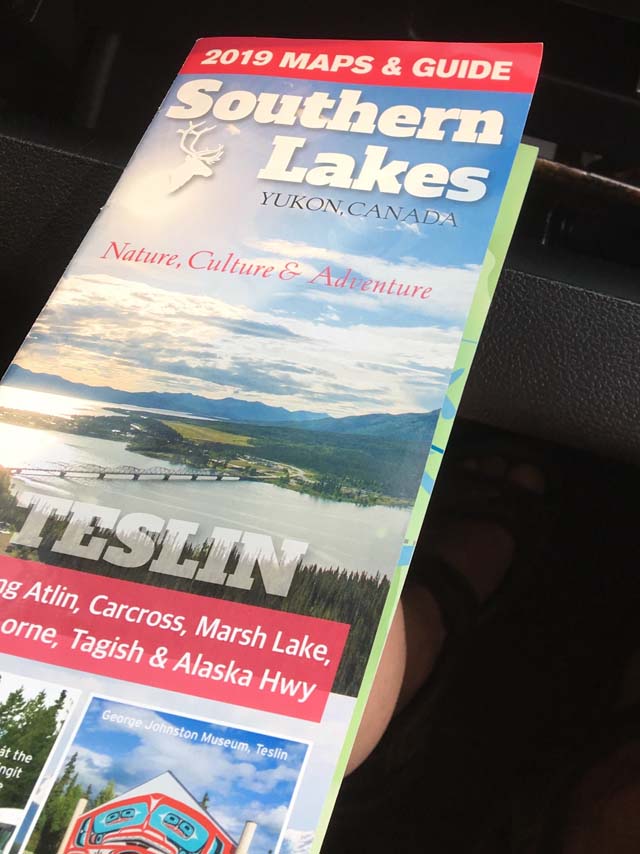 2019 MAPS & GUIDE
Southern
Lakes
YUKON, CANADA
Nature, Culture & Adventure
TESLIN
Atlin, Carcross, Marsh Lake,
Tagish & Alaska Hwy
George Johnston Museum, Teslin
the